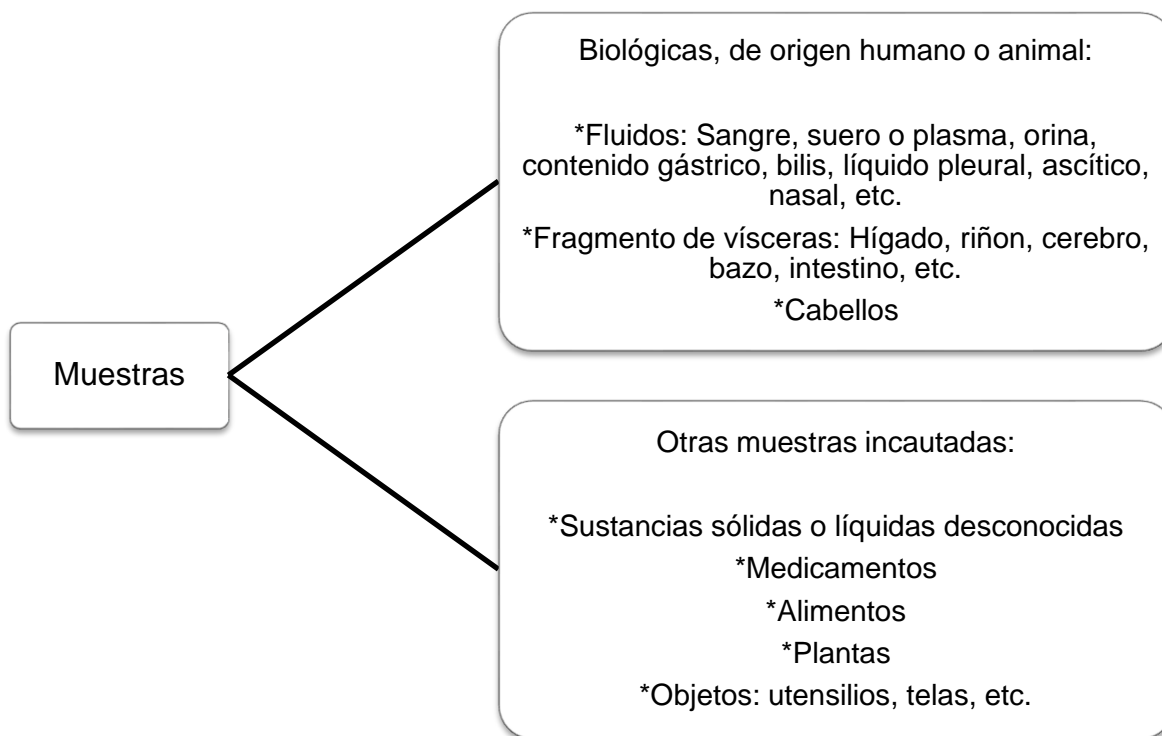 Muestras
Biológicas, de origen humano o animal:
*Fluidos: Sangre, suero o plasma, orina,
contenido gástrico, bilis, líquido pleural, ascítico,
nasal, etc.
*Fragmento de vísceras: Hígado, riñon, cerebro,
bazo, intestino, etc.
*Cabellos
Otras muestras incautadas:
*Sustancias sólidas o líquidas desconocidas
*Medicamentos
*Alimentos
*Plantas
*Objetos: utensilios, telas, etc.